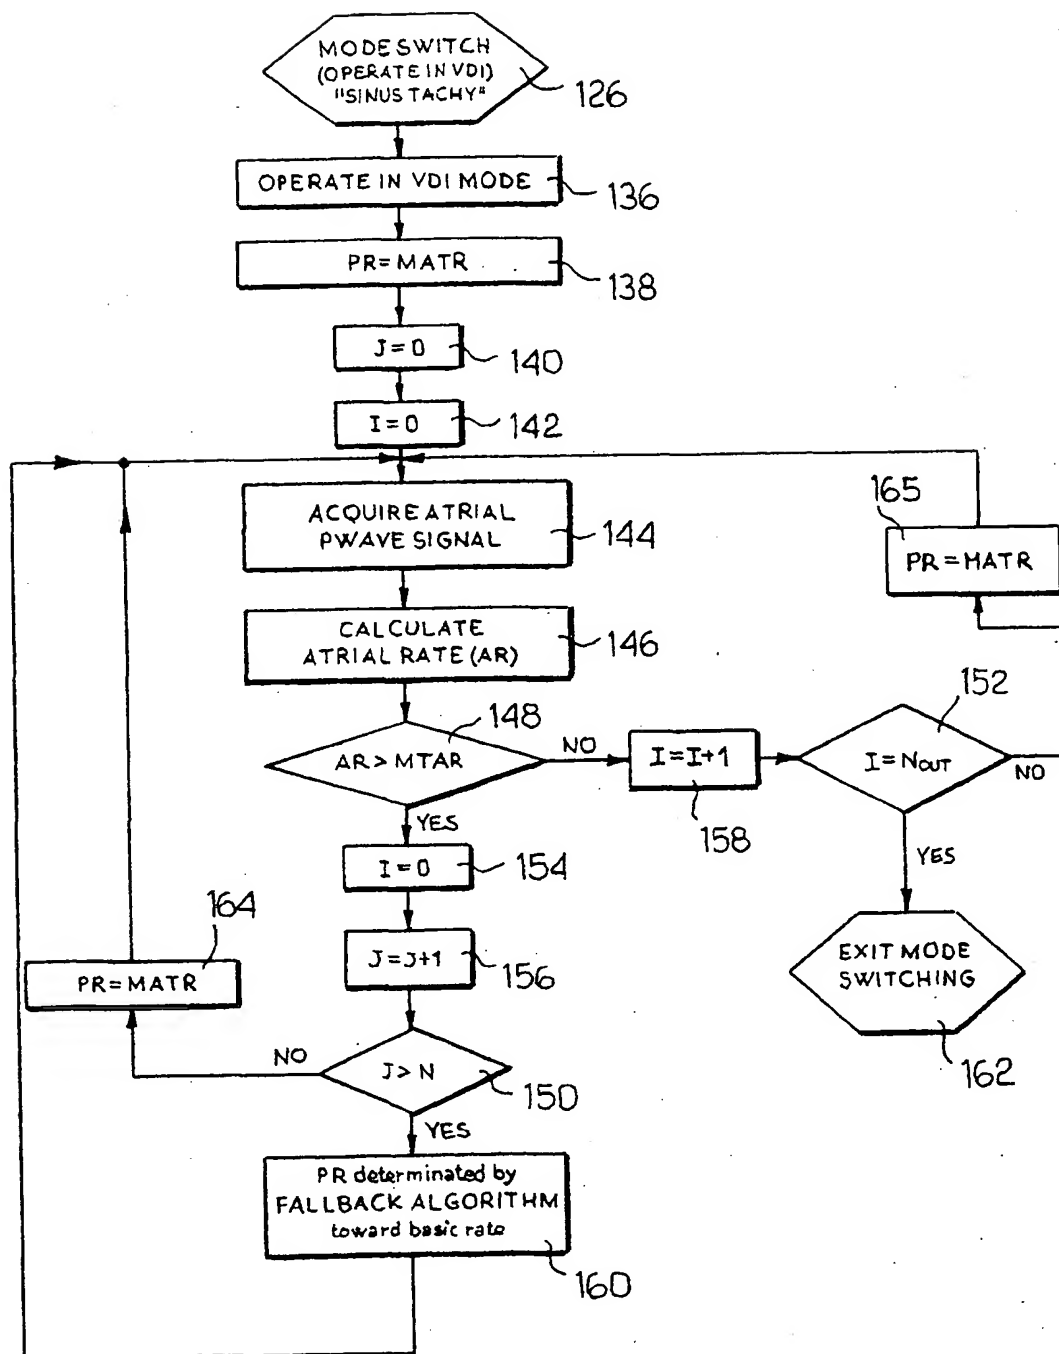 MODE SWITCH
(OPERATE IN VDI)
"SINUS TACHY"
126
OPERATE IN VDI MODE
136
PR=MATR
138
J=0
140
I=0
142
ACQUIRE ATRIAL
PWAVE SIGNAL
144
165
PR=MATR
CALCULATE
ATRIAL RATE (AR)
146
148
AR>MTAR
NO
I=I+1
158
152
I=NOUT
NO
YES
YES
I=0
154
J=J+1
156
164
PR=MATR
EXIT MODE
SWITCHING
162
NO
J>N
150
YES
PR determinated by
FALLBACK ALGORITHM
toward basic rate
160